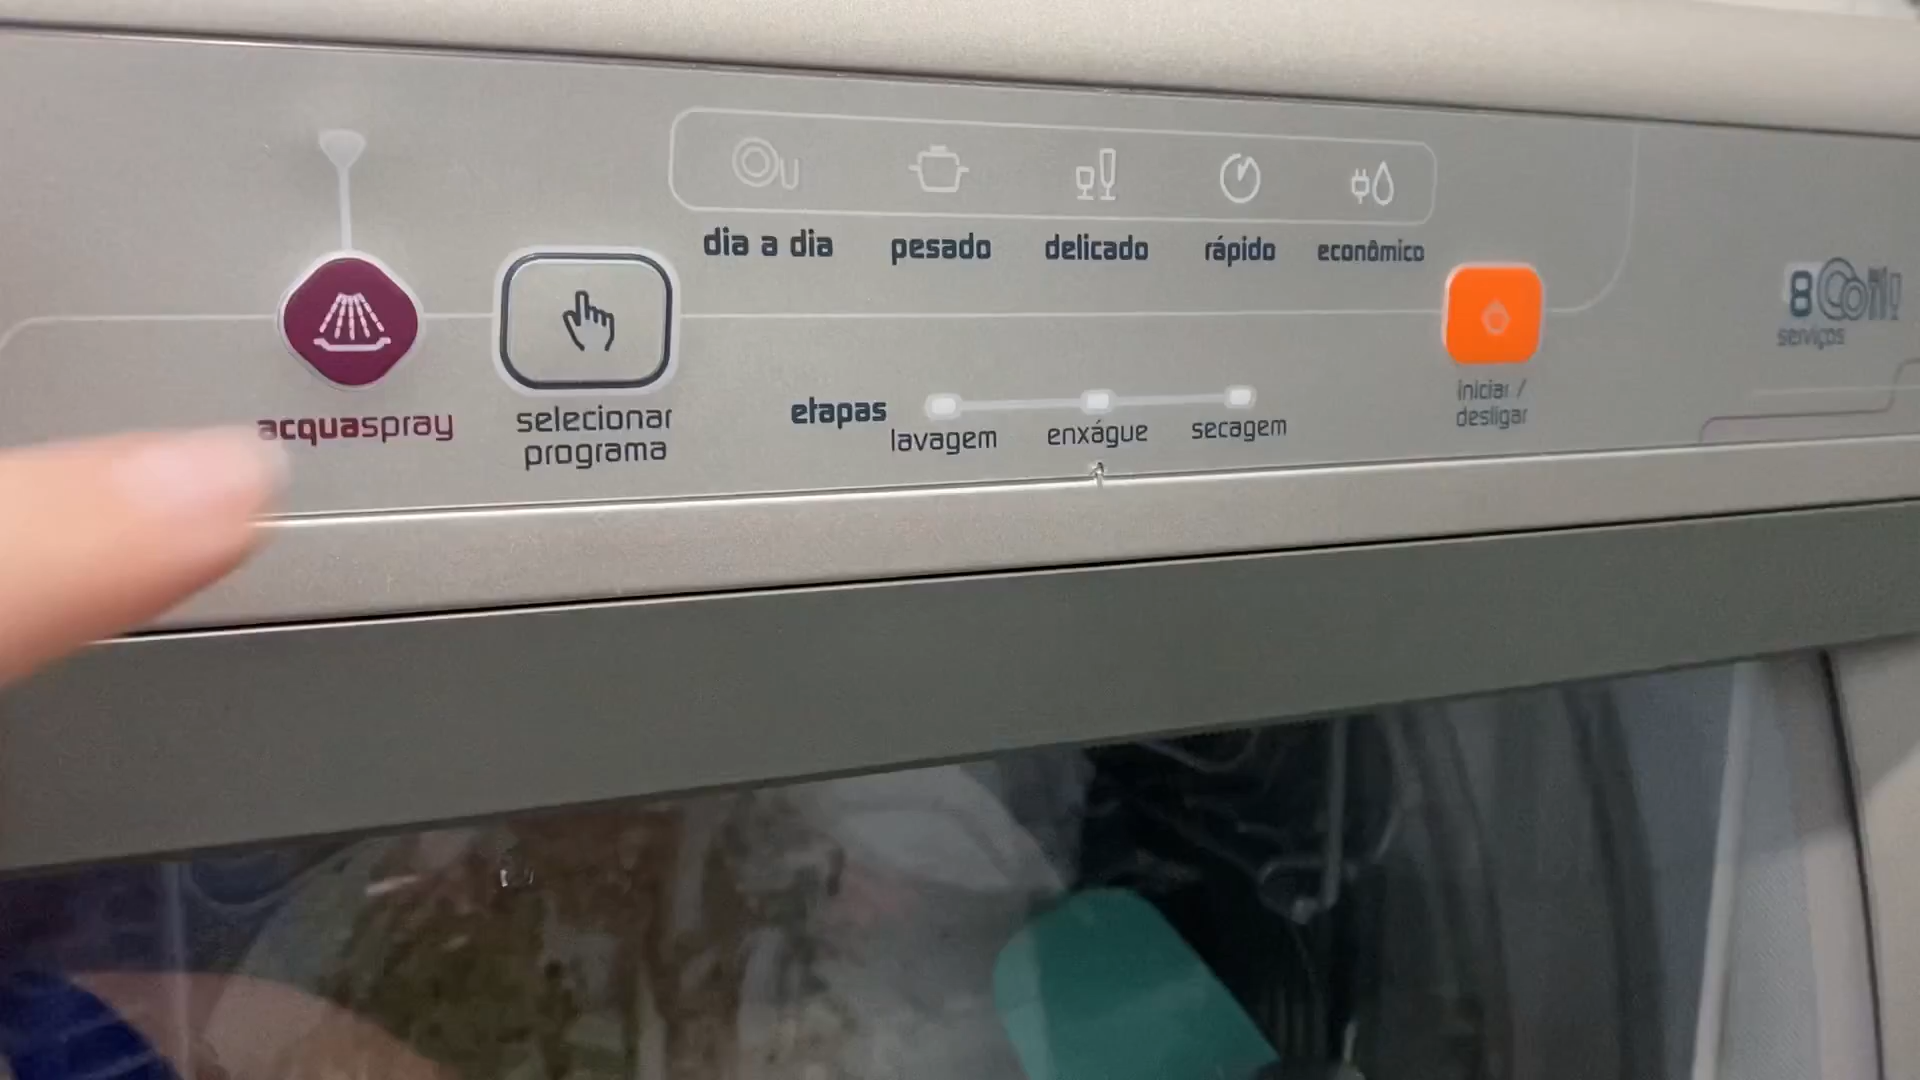 dia a dia
pesado
delicado
rápido
econômico
acquaspray
selecionar
programa
etapas
lavagem
enxágue
secagem
iniciar /
desligar
8
serviços